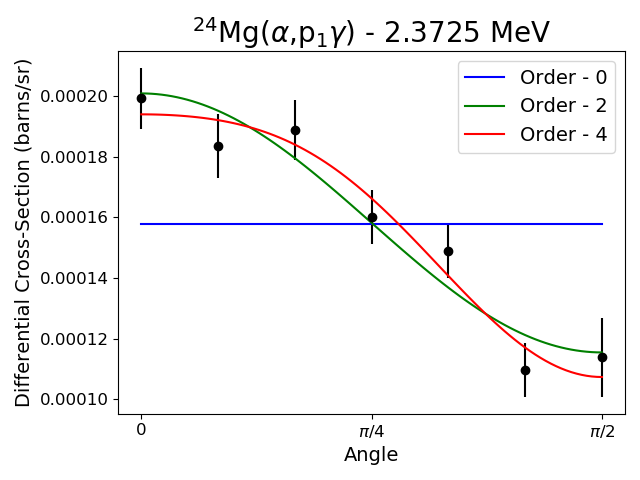 ²⁴Mg(α,p₁γ) - 2.3725 MeV
Order - 0
Order - 2
Order - 4
Differential Cross-Section (barns/sr)
0.00020
0.00018
0.00016
0.00014
0.00012
0.00010
0 π/4 π/2
Angle